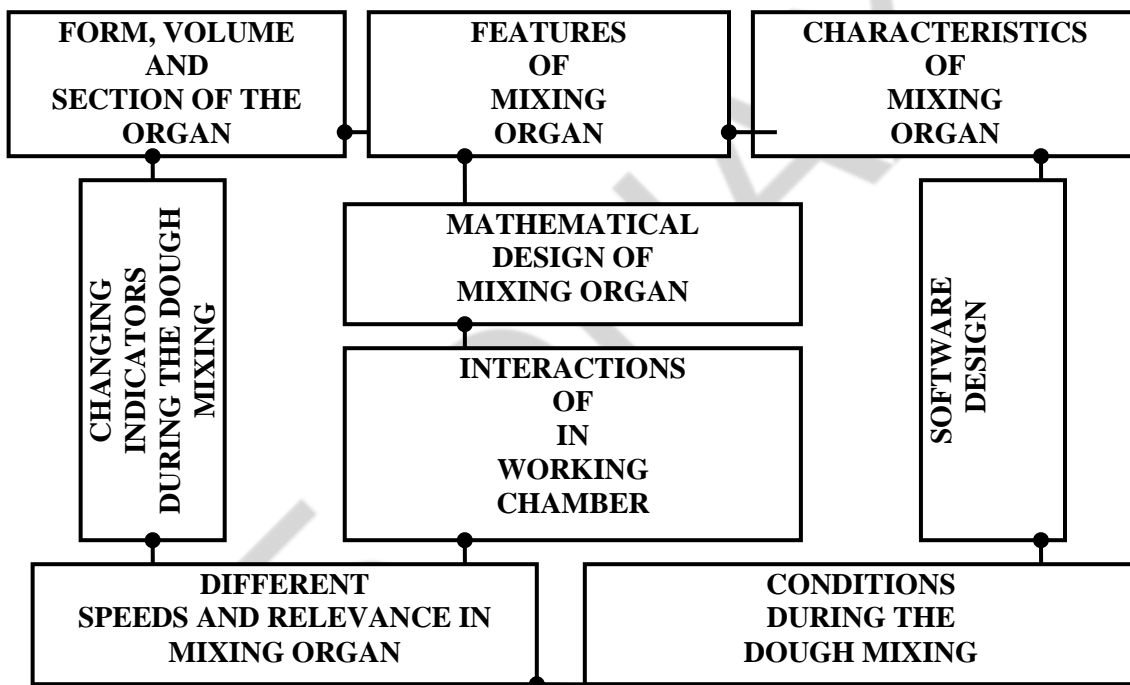 FORM, VOLUME
AND
SECTION OF THE
ORGAN
FEATURES
OF
MIXING
ORGAN
CHARACTERISTICS
OF
MIXING
ORGAN
CHANGING
INDICATORS
DURING THE DOUGH
MIXING
MATHEMATICAL
DESIGN OF
MIXING ORGAN
SOFTWARE
DESIGN
INTERACTIONS
OF
IN
WORKING
CHAMBER
DIFFERENT
SPEEDS AND RELEVANCE IN
MIXING ORGAN
CONDITIONS
DURING THE
DOUGH MIXING